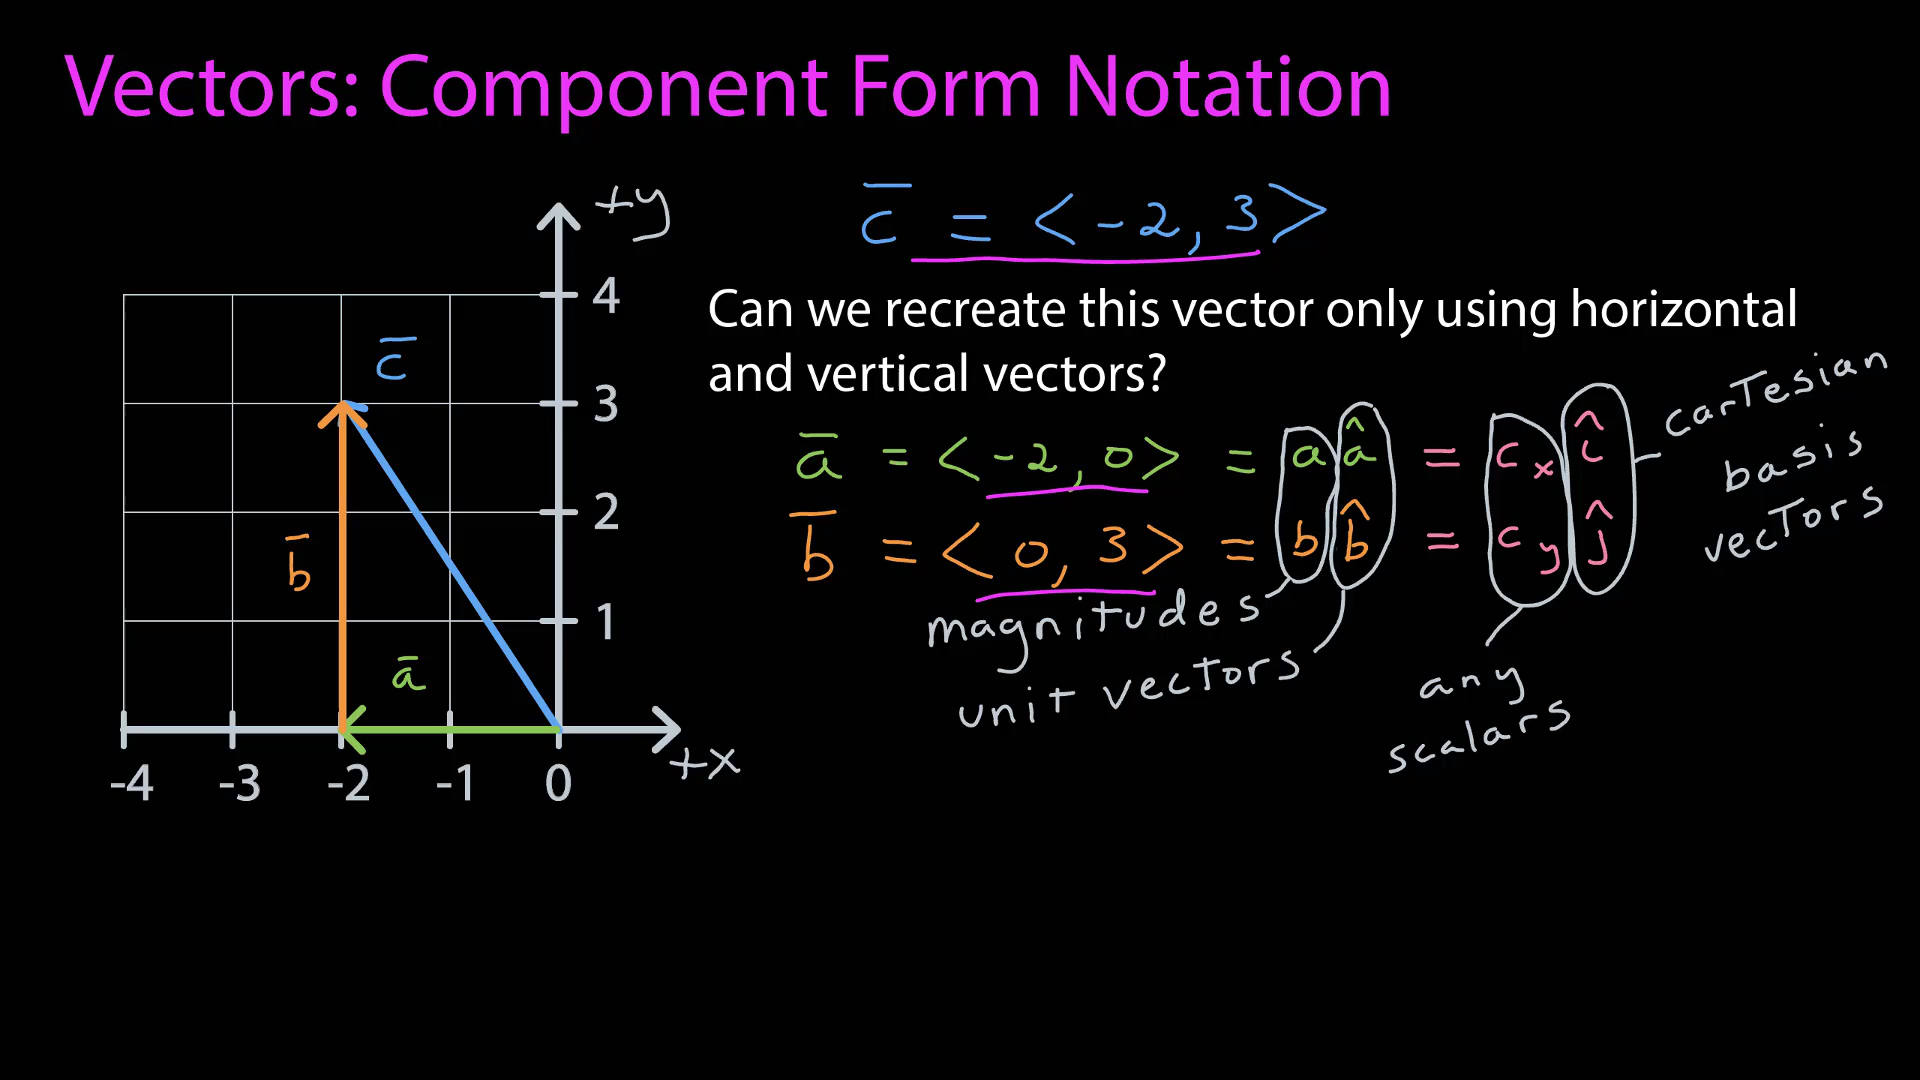 Vectors: Component Form Notation
+y
c̄ = <-2, 3>
4
Can we recreate this vector only using horizontal
and vertical vectors?
c̄
3
ā = <-2, 0> = a â = cₓ î
cartesian
basis
vectors
2
b̄
b̄ = <0, 3> = b b̂ = c_y ĵ
1
magnitudes
ā
unit vectors
any
scalars
+x
-4 -3 -2 -1 0